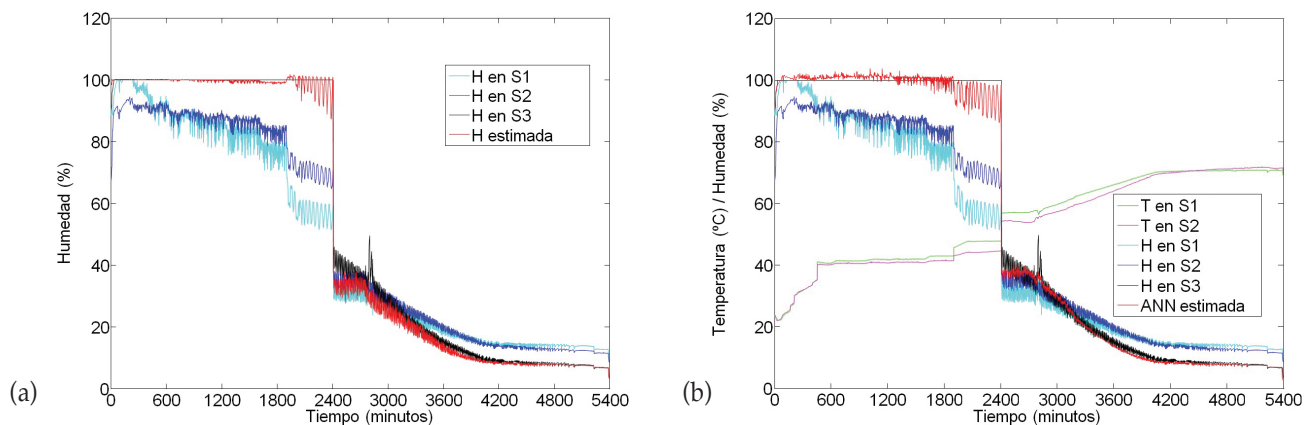 (a)
Humedad (%)
120
100
80
60
40
20
0
0 600 1200 1800 2400 3000 3600 4200 4800 5400
Tiempo (minutos)
H en S1
H en S2
H en S3
H estimada
(b)
Temperatura (ºC) / Humedad (%)
120
100
80
60
40
20
0
0 600 1200 1800 2400 3000 3600 4200 4800 5400
Tiempo (minutos)
T en S1
T en S2
H en S1
H en S2
H en S3
ANN estimada